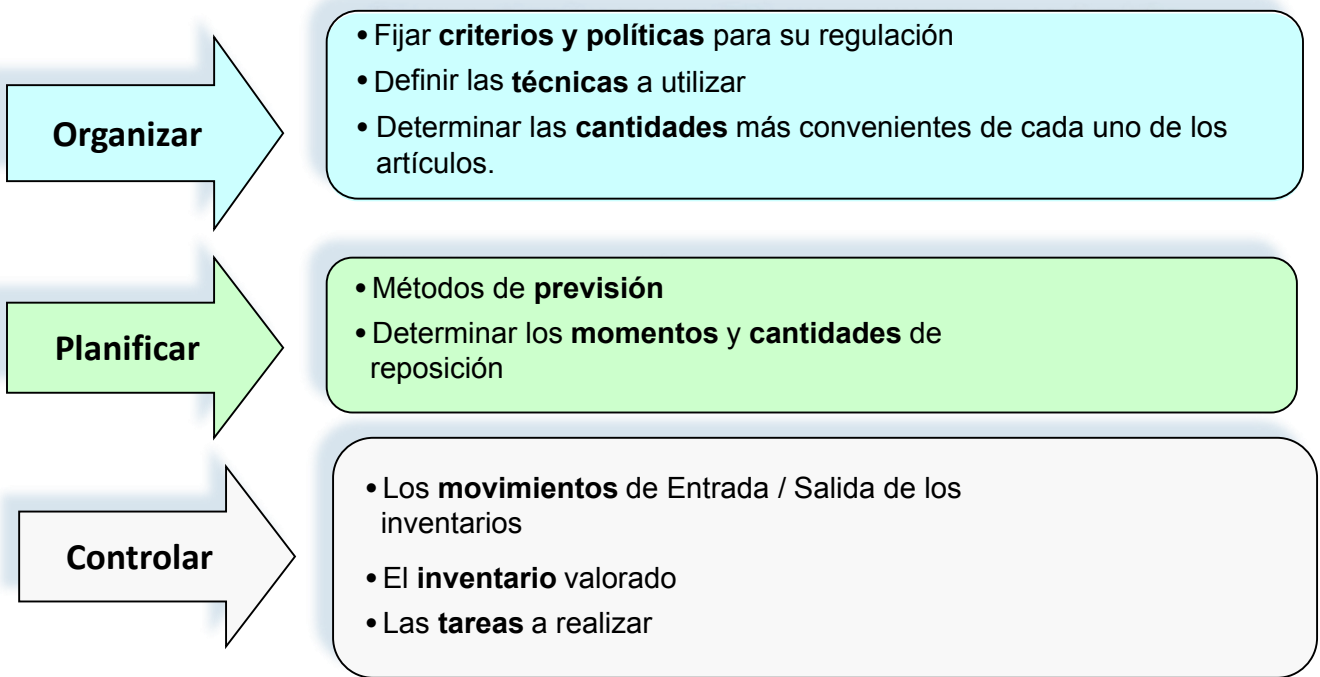 Organizar
• Fijar criterios y políticas para su regulación
• Definir las técnicas a utilizar
• Determinar las cantidades más convenientes de cada uno de los
artículos.
Planificar
• Métodos de previsión
• Determinar los momentos y cantidades de
reposición
Controlar
• Los movimientos de Entrada / Salida de los
inventarios
• El inventario valorado
• Las tareas a realizar